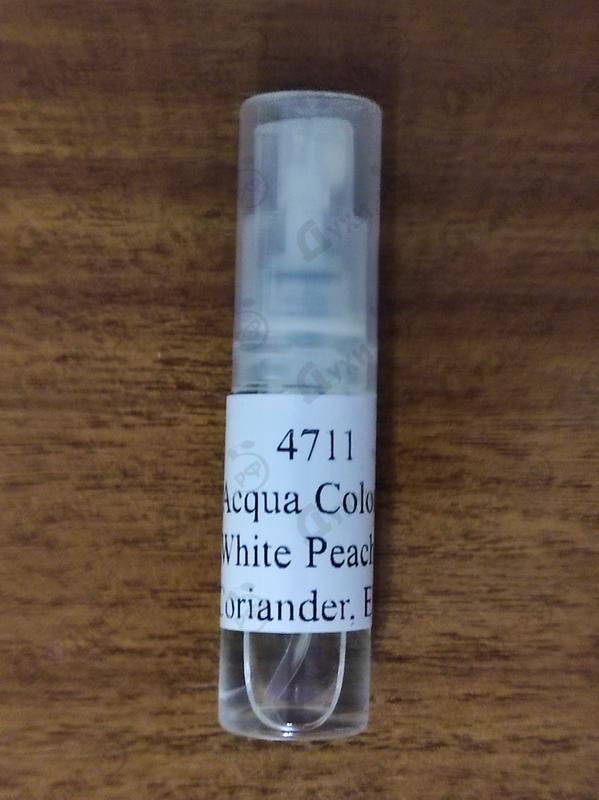 4711
Acqua Colo
White Peach
Coriander, E